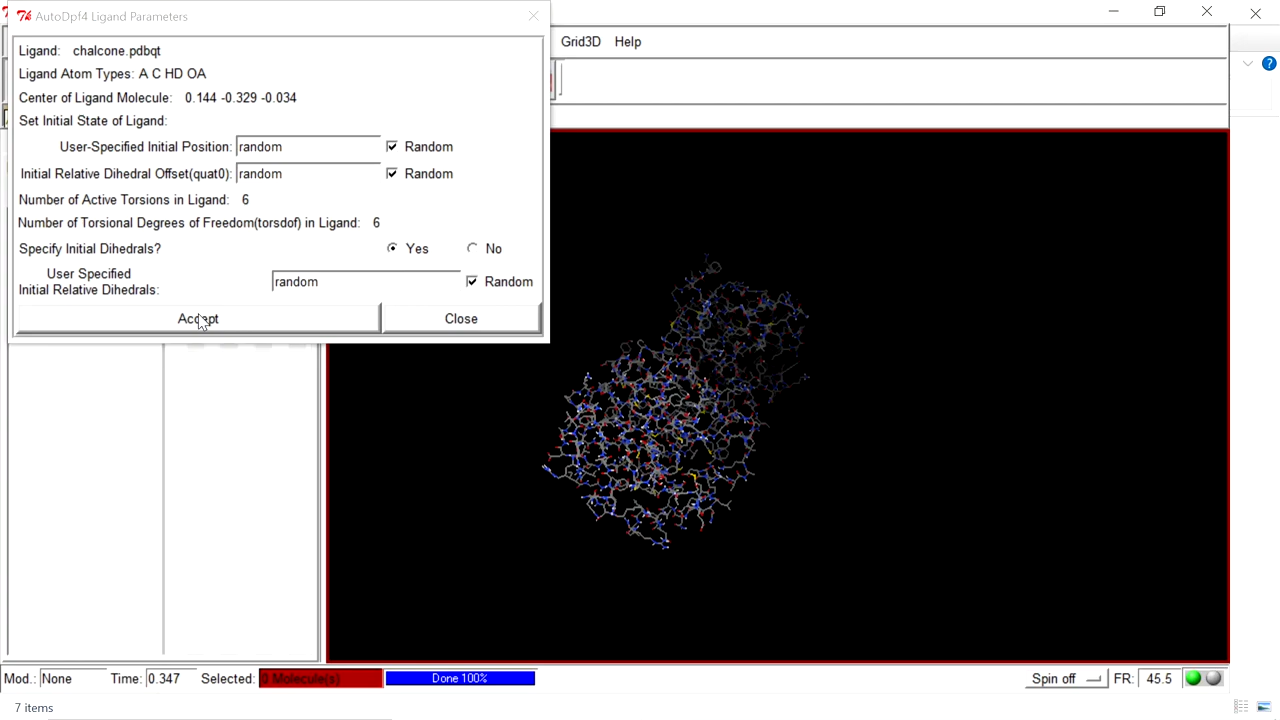 AutoDpf4 Ligand Parameters
Grid3D Help
Ligand: chalcone.pdbqt
Ligand Atom Types: A C HD OA
Center of Ligand Molecule: 0.144 -0.329 -0.034
Set Initial State of Ligand:
User-Specified Initial Position: random Random
Initial Relative Dihedral Offset(quat0): random Random
Number of Active Torsions in Ligand: 6
Number of Torsional Degrees of Freedom(torsdof) in Ligand: 6
Specify Initial Dihedrals? Yes No
User Specified
Initial Relative Dihedrals: random Random
Accept Close
Mod.: None Time: 0.347 Selected: 0 Molecule(s) Done 100% Spin off FR: 45.5
7 items